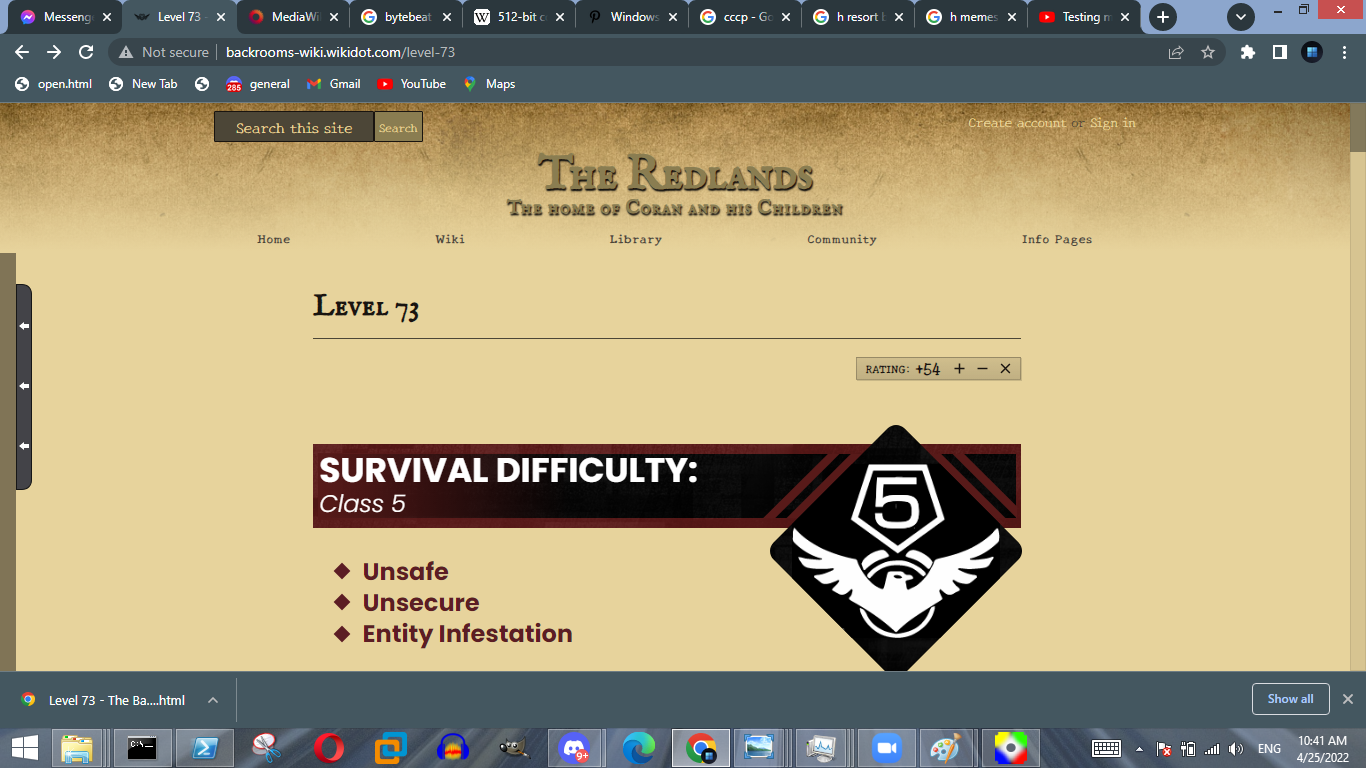 Messeng
Level 73 -
MediaWi
bytebeat
512-bit c
Windows
cccp - Go
h resort b
h memes
Testing m
Not secure
backrooms-wiki.wikidot.com/level-73
open.html
New Tab
285
general
Gmail
YouTube
Maps
Search this site
Search
Create account or Sign in
The Redlands
The home of Coran and his Children
Home
Wiki
Library
Community
Info Pages
Level 73
RATING: +54 + − ×
SURVIVAL DIFFICULTY:
Class 5
5
Unsafe
Unsecure
Entity Infestation
Level 73 - The Ba....html
Show all
C:\_
9+
ENG
10:41 AM
4/25/2022